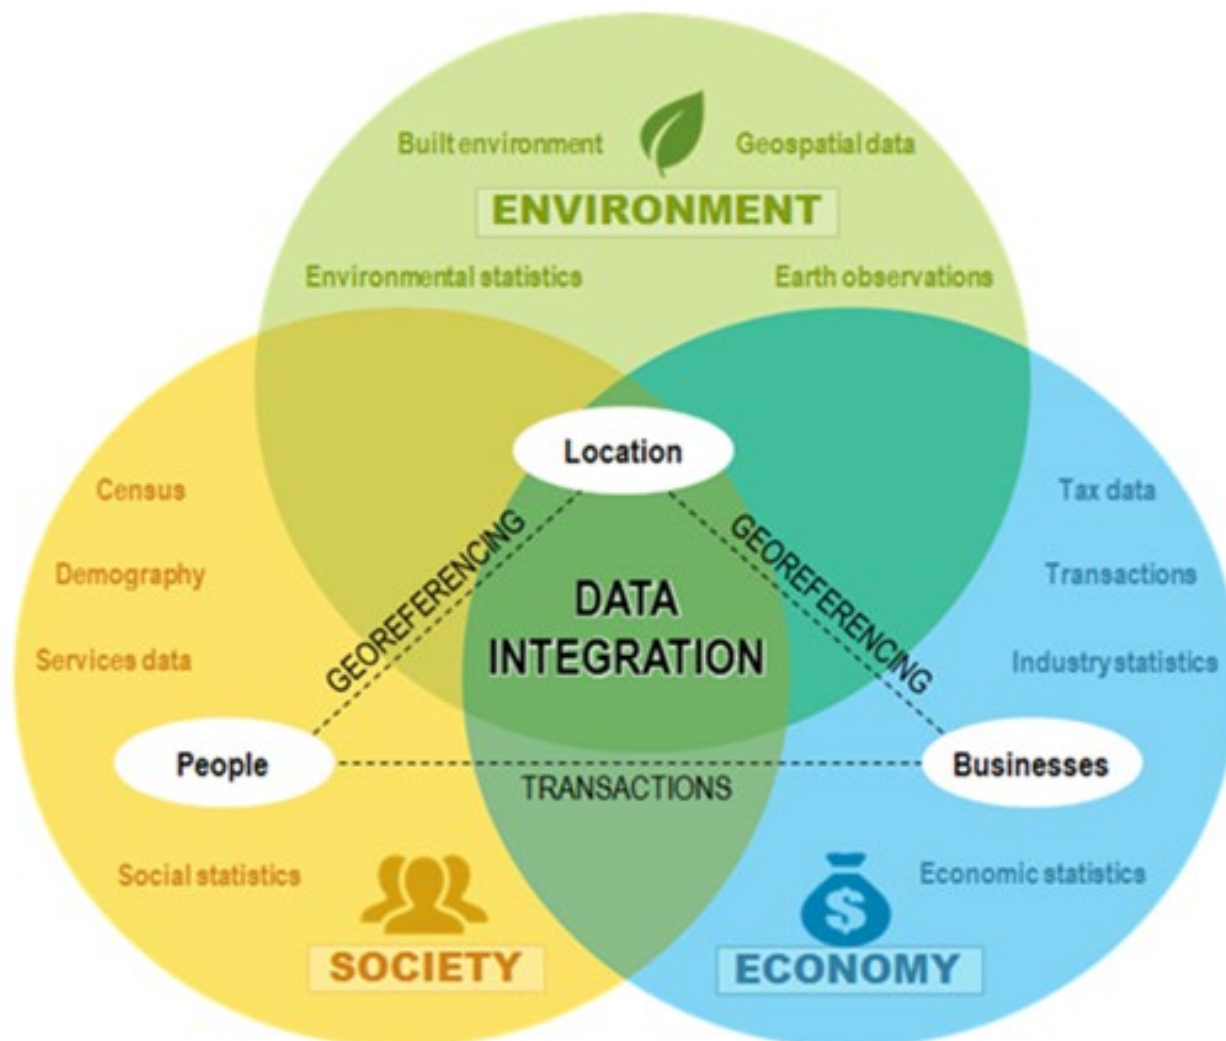 Built environment
Geospatial data
ENVIRONMENT
Environmental statistics
Earth observations
Location
Census
Tax data
GEOREFERENCING
GEOREFERENCING
Demography
Transactions
DATA
INTEGRATION
Services data
Industry statistics
People
Businesses
TRANSACTIONS
Social statistics
Economic statistics
$
SOCIETY
ECONOMY